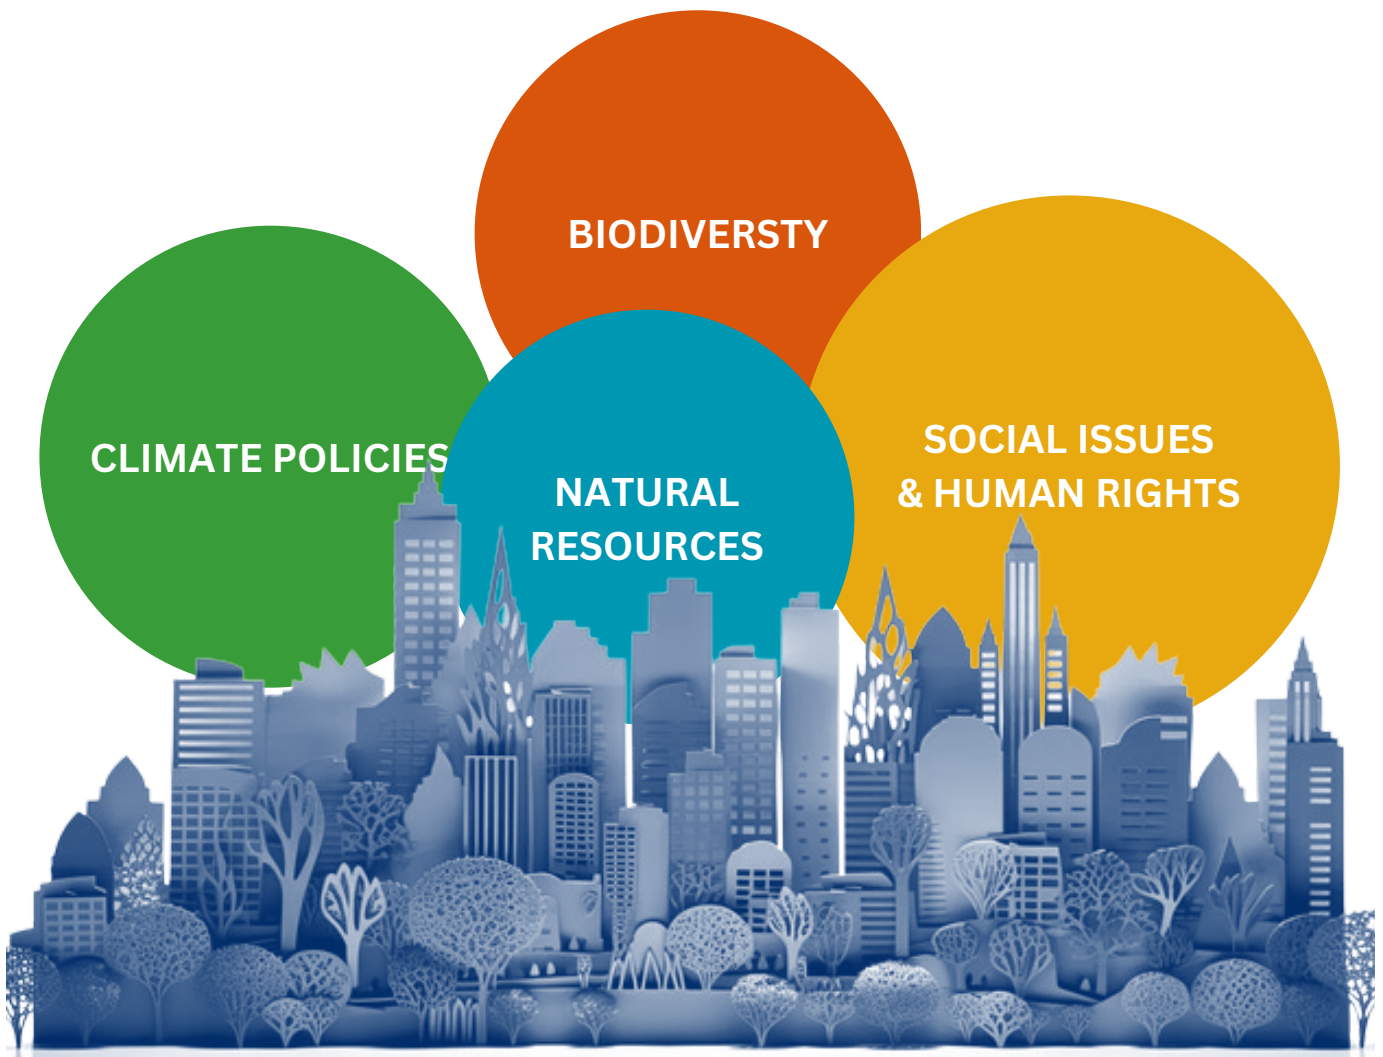 BIODIVERSTY
CLIMATE POLICIES
NATURAL
RESOURCES
SOCIAL ISSUES
& HUMAN RIGHTS